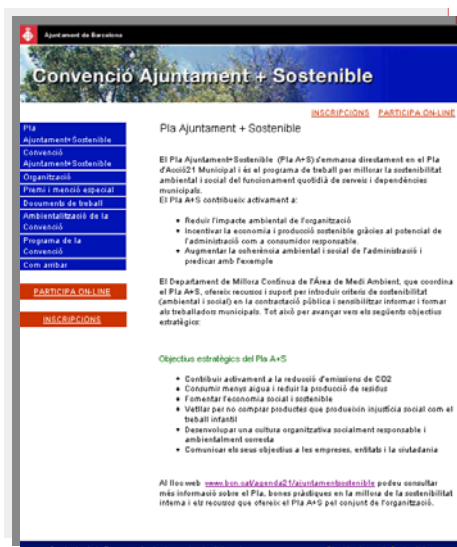 Ajuntament de Barcelona
Convenció Ajuntament + Sostenible
INSCRIPCIONS PARTICIPA ON-LINE
Pla
Ajuntament+Sostenible
Convenció
Ajuntament+Sostenible
Organització
Premi i menció especial
Documents de treball
Ambientalització de la
Convenció
Programa de la
Convenció
Com arribar
PARTICIPA ON-LINE
INSCRIPCIONS
Pla Ajuntament + Sostenible
El Pla Ajuntament+Sostenible (Pla A+S) s'emmarca directament en el Pla
d'Acció21 Municipal i és el programa de treball per millorar la sostenibilitat
ambiental i social del funcionament quotidià de serveis i dependències
municipals.
El Pla A+S contribueix activament a:
Reduir l'impacte ambiental de l'organització
Incentivar la economia i producció sostenible gràcies al potencial de
l'administració com a consumidor responsable.
Augmentar la coherència ambiental i social de l'administració i
predicar amb l'exemple
El Departament de Millora Contínua de l'Àrea de Medi Ambient, que coordina
el Pla A+S, ofereix recursos i suport per introduir criteris de sostenibilitat
(ambiental i social) en la contractació pública i sensibilitzar informar i formar
als treballadors municipals. Tot això per avançar vers els següents objectius
estratègics:
Objectius estratègics del Pla A+S
Contribuir activament a la reducció d'emissions de CO2
Consumir menys aigua i reduir la producció de residus
Fomentar l'economia social i sostenible
Vetllar per no comprar productes que produeixin injustícia social com el
treball infantil
Desenvolupar una cultura organitzativa socialment responsable i
ambientalment correcta
Comunicar els seus objectius a les empreses, entitats i la ciutadania
Al lloc web www.bcn.cat/agenda21/ajuntamentsostenible podeu consultar
més informació sobre el Pla, bones pràstiques en la millora de la sostenibilitat
interna i els recursos que ofereix el Pla A+S pel conjunt de l'organització.